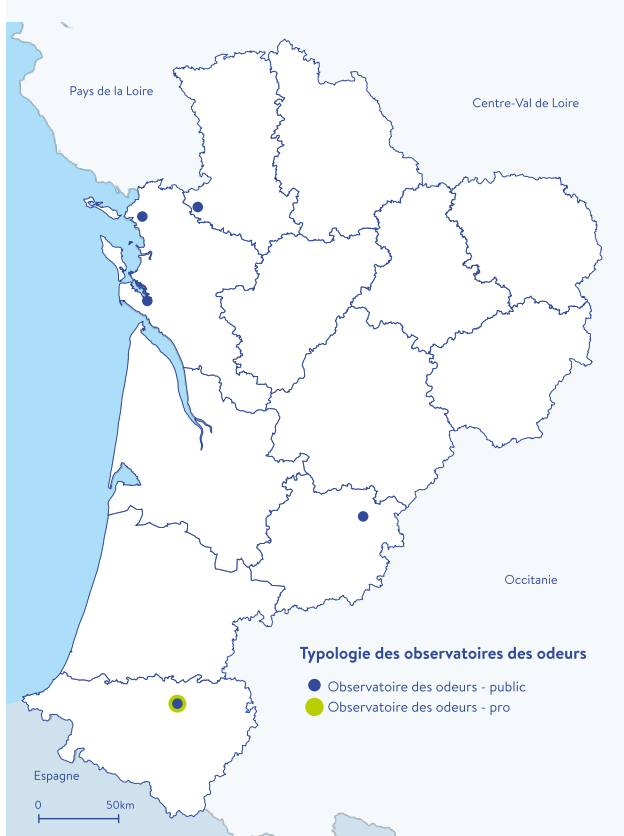 Pays de la Loire
Centre-Val de Loire
Occitanie
Typologie des observatoires des odeurs
Observatoire des odeurs - public
Observatoire des odeurs - pro
Espagne
0 50km